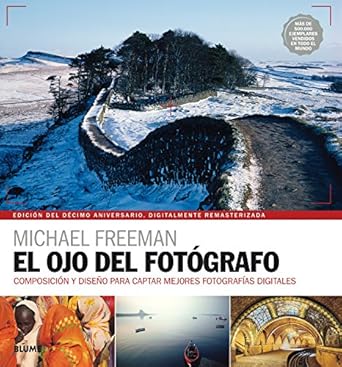 MÁS DE
500.000
EJEMPLARES
VENDIDOS
EN TODO EL
MUNDO
EDICIÓN DEL DÉCIMO ANIVERSARIO. DIGITALMENTE REMASTERIZADA
MICHAEL FREEMAN
EL OJO DEL FOTÓGRAFO
COMPOSICIÓN Y DISEÑO PARA CAPTAR MEJORES FOTOGRAFÍAS DIGITALES
BLUME